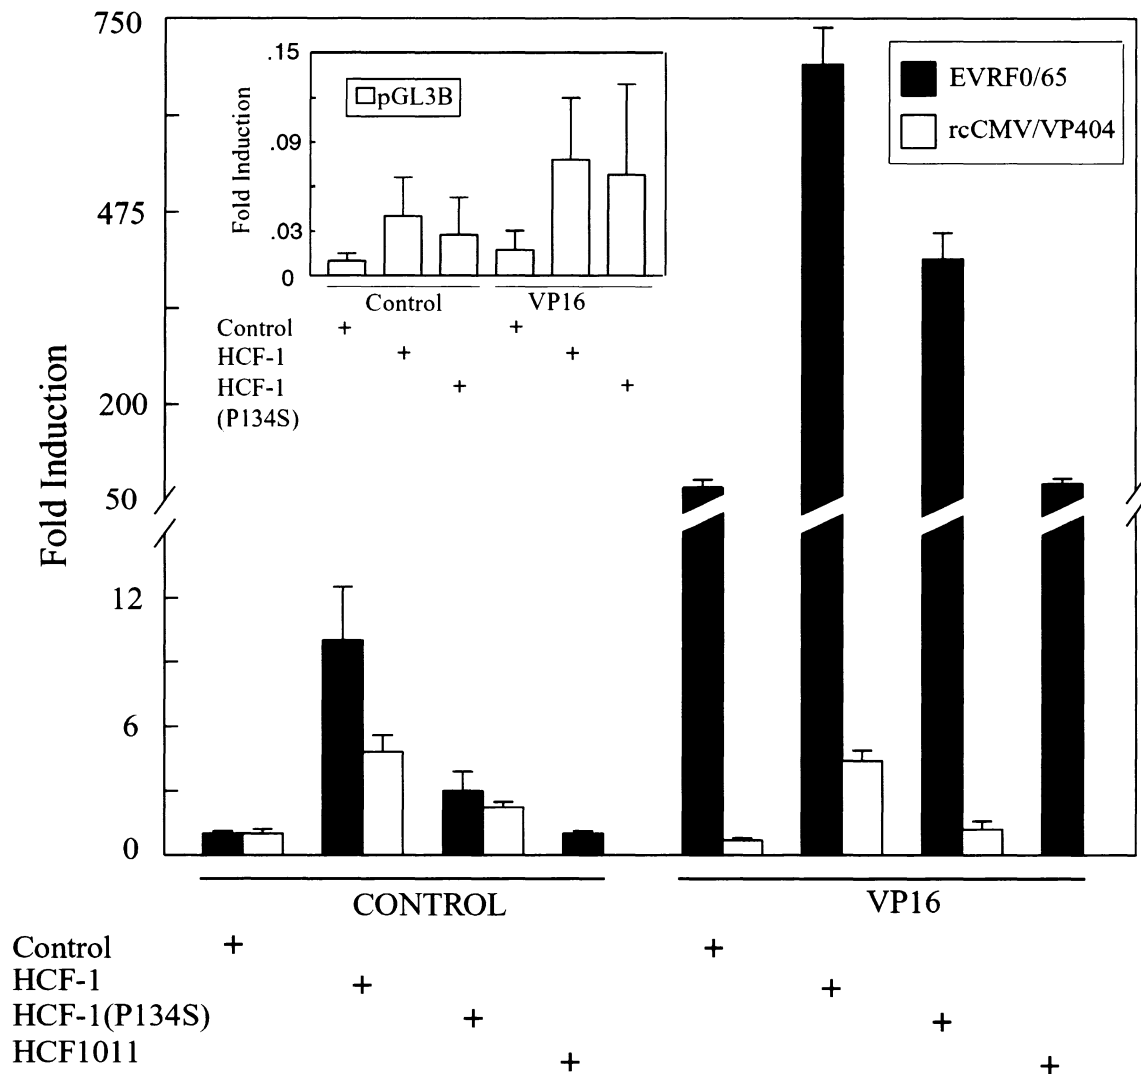 750
475
200
50
12
6
0
Fold Induction
EVRF0/65
rcCMV/VP404
.15
.09
.03
0
Fold Induction
pGL3B
Control VP16
Control + +
HCF-1 + +
HCF-1 + +
(P134S)
CONTROL VP16
Control + +
HCF-1 + +
HCF-1(P134S) + +
HCF1011 + +